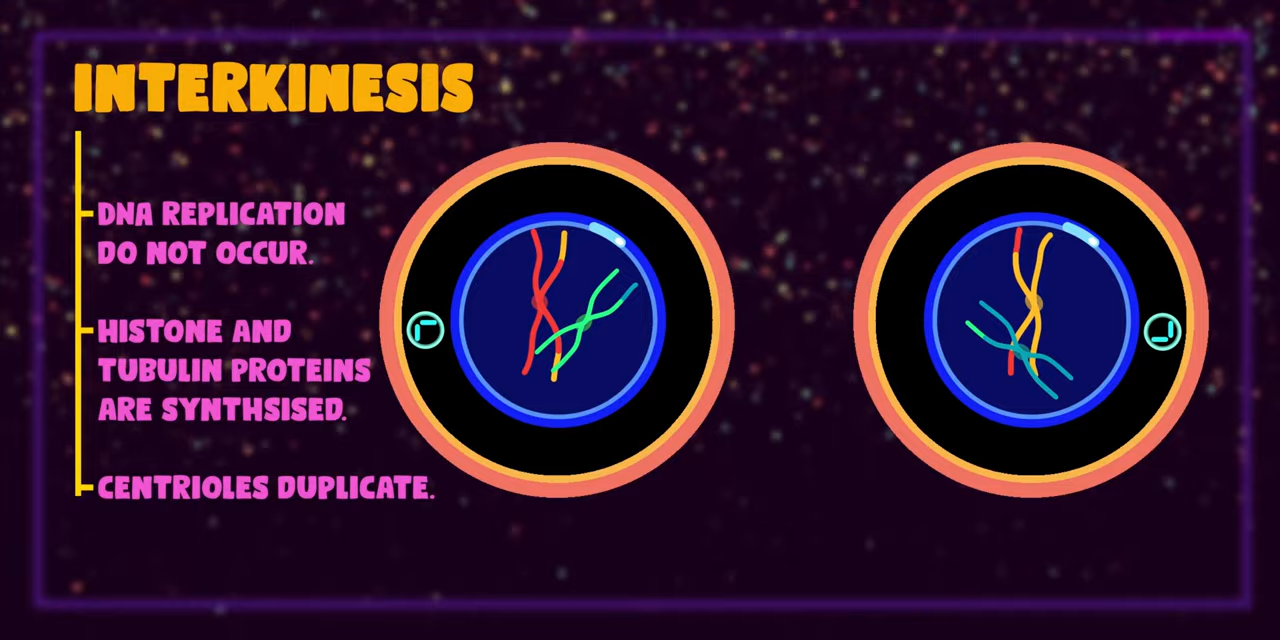 INTERKINESIS
DNA REPLICATION
DO NOT OCCUR.
HISTONE AND
TUBULIN PROTEINS
ARE SYNTHSISED.
CENTRIOLES DUPLICATE.